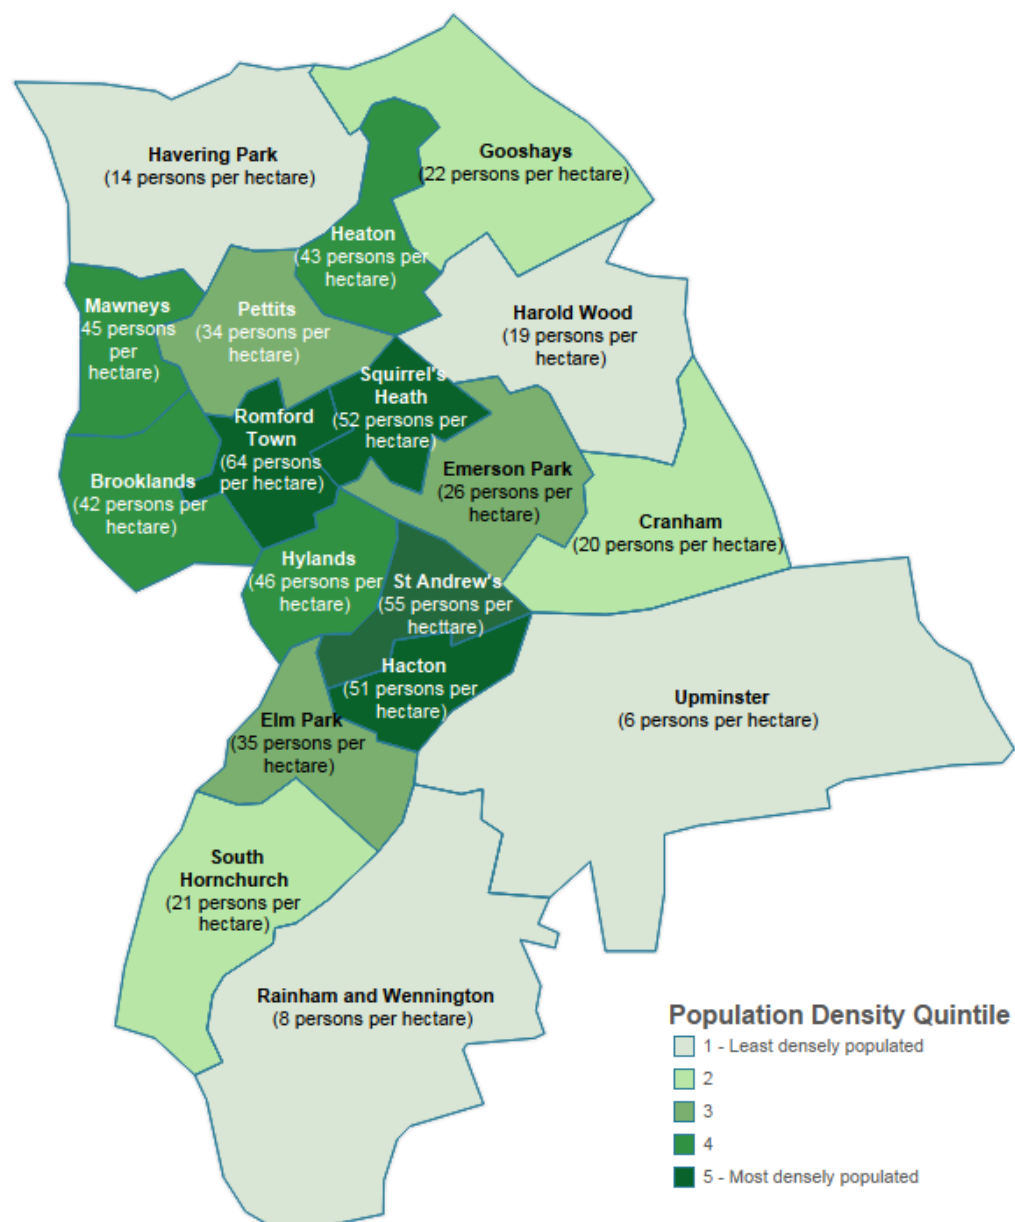 Havering Park
(14 persons per hectare)
Gooshays
(22 persons per hectare)
Heaton
(43 persons per
hectare)
Mawneys
45 persons
per
hectare)
Pettits
(34 persons per
hectare)
Harold Wood
(19 persons per
hectare)
Squirrel's
Heath
(52 persons per
hectare)
Romford
Town
(64 persons
per hectare)
Emerson Park
(26 persons per
hectare)
Brooklands
(42 persons per
hectare)
Cranham
(20 persons per hectare)
Hylands
(46 persons per
hectare)
St Andrew's
(55 persons per
hecttare)
Hacton
(51 persons per
hectare)
Upminster
(6 persons per hectare)
Elm Park
(35 persons per
hectare)
South
Hornchurch
(21 persons per
hectare)
Rainham and Wennington
(8 persons per hectare)
Population Density Quintile
1 - Least densely populated
2
3
4
5 - Most densely populated